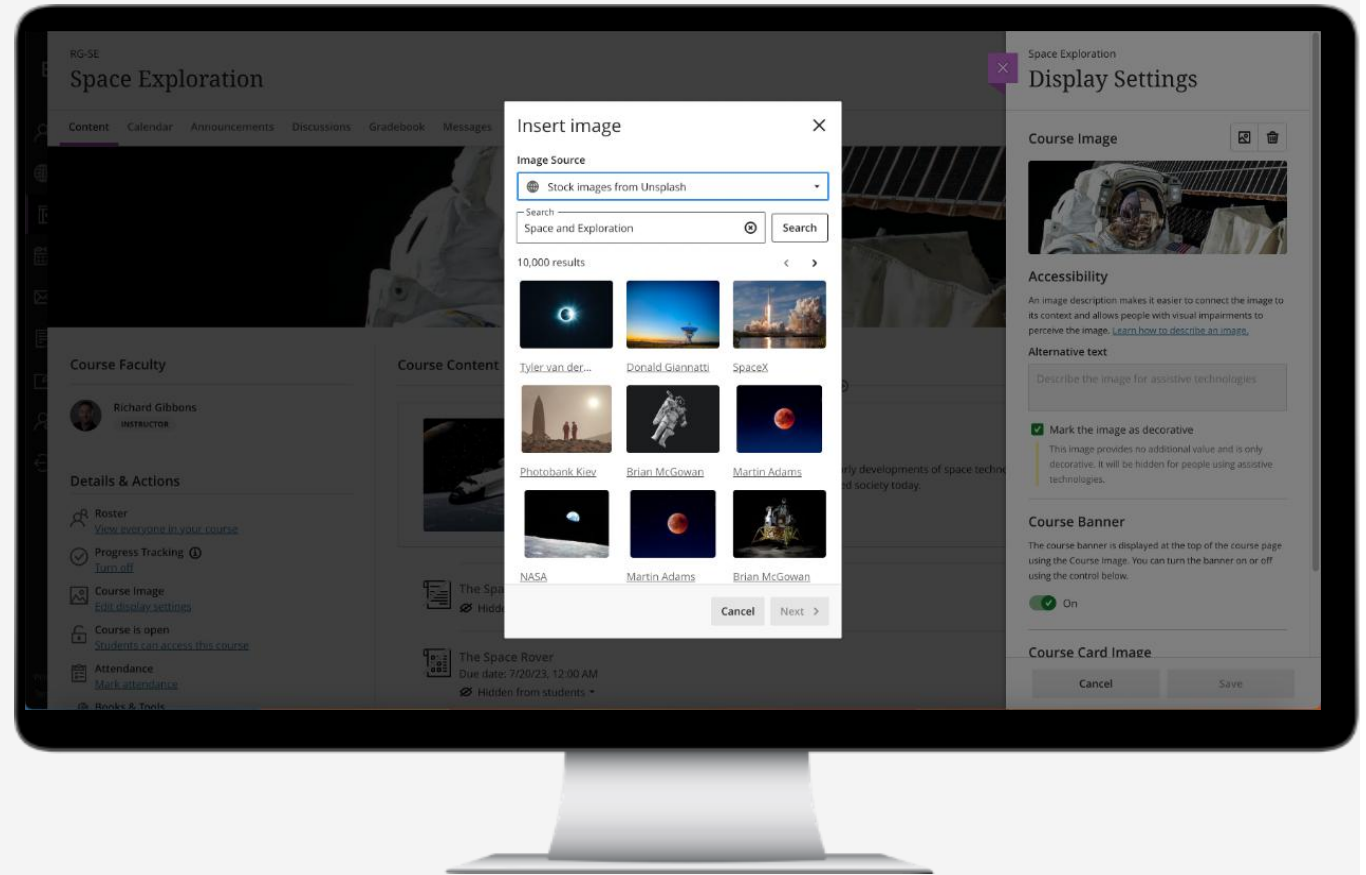 RG-SE
Space Exploration
Content Calendar Announcements Discussions Gradebook Messages
Course Faculty
Richard Gibbons
INSTRUCTOR
Details & Actions
Roster
View everyone in your course
Progress Tracking
Turn off
Course Image
Edit display settings
Course is open
Students can access this course
Attendance
Mark attendance
Books & Tools
Course Content
rly developments of space techno
ed society today.
The Spa
Hidde
The Space Rover
Due date: 7/20/23, 12:00 AM
Hidden from students
Insert image
Image Source
Stock images from Unsplash
Search
Space and Exploration
Search
10,000 results
Tyler van der... Donald Giannatti SpaceX
Photobank Kiev Brian McGowan Martin Adams
NASA Martin Adams Brian McGowan
Cancel Next
Space Exploration
Display Settings
Course Image
Accessibility
An image description makes it easier to connect the image to
its context and allows people with visual impairments to
perceive the image. Learn how to describe an image.
Alternative text
Describe the image for assistive technologies
Mark the image as decorative
This image provides no additional value and is only
decorative. It will be hidden for people using assistive
technologies.
Course Banner
The course banner is displayed at the top of the course page
using the Course Image. You can turn the banner on or off
using the control below.
On
Course Card Image
Cancel Save